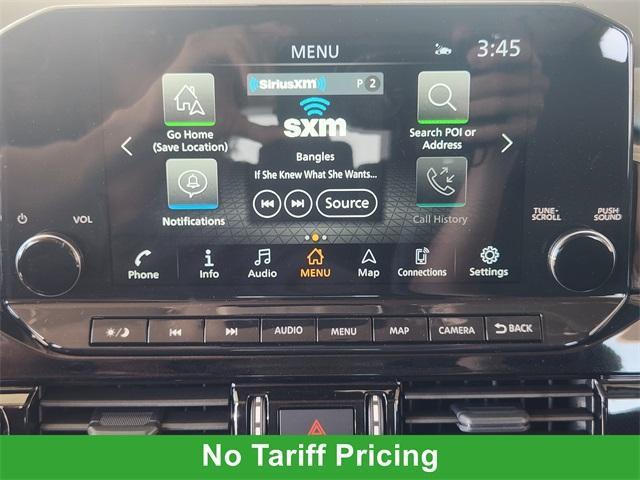 MENU
3:45
SiriusXM
P 2
sxm
Go Home
(Save Location)
Search POI or
Address
Bangles
If She Knew What She Wants...
Source
Notifications
Call History
VOL
TUNE-
SCROLL
PUSH
SOUND
Phone
Info
Audio
MENU
Map
Connections
Settings
AUDIO
MENU
MAP
CAMERA
BACK
No Tariff Pricing